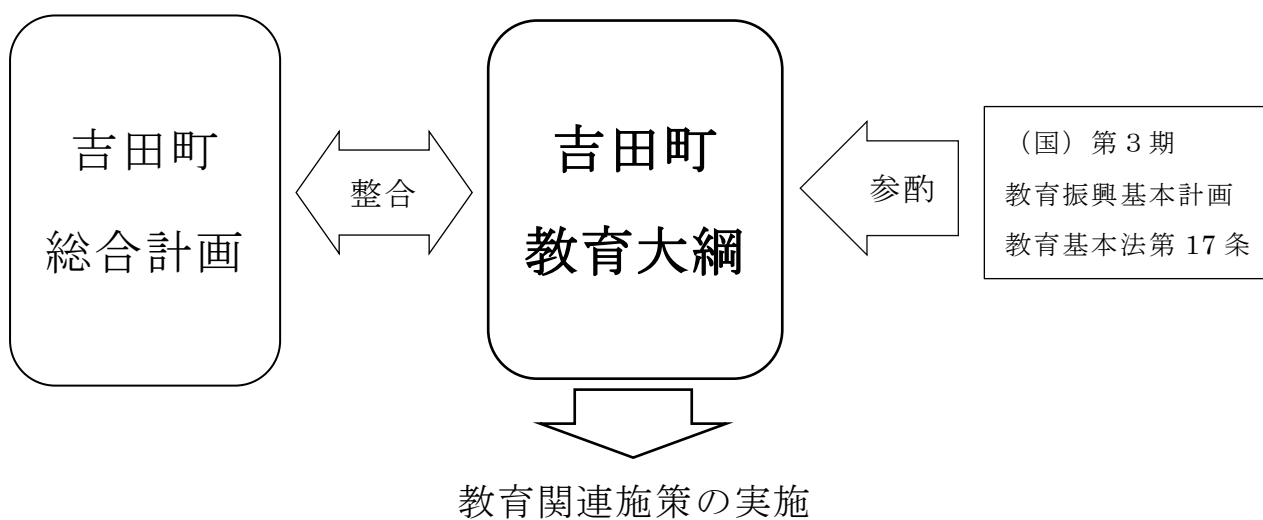 吉田町
総合計画
整合
吉田町
教育大綱
参酌
（国）第３期
教育振興基本計画
教育基本法第 17 条
教育関連施策の実施